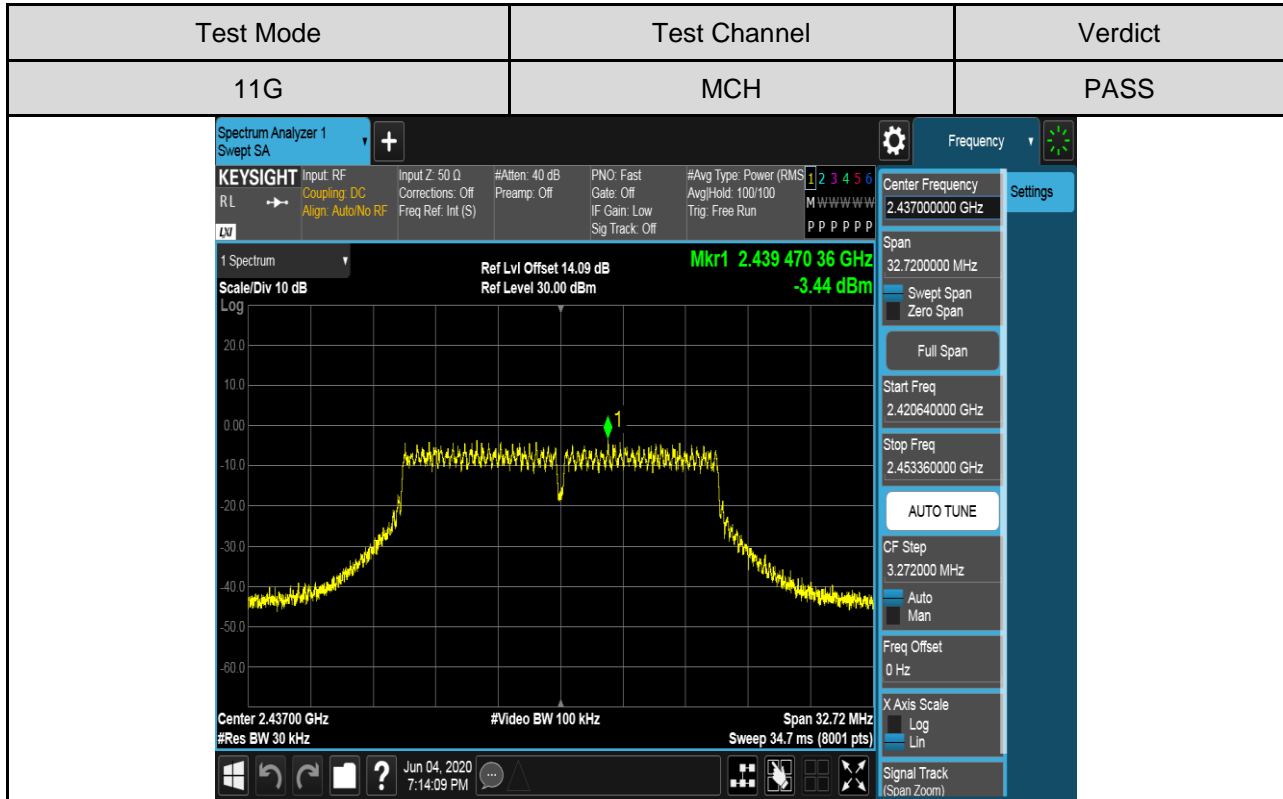 Test Mode Test Channel Verdict
11G MCH PASS
Spectrum Analyzer 1
Swept SA
+
Frequency
KEYSIGHT
RL
LXI
Input: RF
Coupling: DC
Align: Auto/No RF
Input Z: 50 Ω
Corrections: Off
Freq Ref: Int (S)
#Atten: 40 dB
Preamp: Off
PNO: Fast
Gate: Off
IF Gain: Low
Sig Track: Off
#Avg Type: Power (RMS
Avg|Hold: 100/100
Trig: Free Run
1 2 3 4 5 6
M W W W W W
P P P P P P
1 Spectrum
Scale/Div 10 dB
Log
Ref Lvl Offset 14.09 dB
Ref Level 30.00 dBm
Mkr1 2.439 470 36 GHz
-3.44 dBm
20.0
10.0
0.00
-10.0
-20.0
-30.0
-40.0
-50.0
-60.0
1
Center 2.43700 GHz
#Res BW 30 kHz
#Video BW 100 kHz
Span 32.72 MHz
Sweep 34.7 ms (8001 pts)
Center Frequency
2.437000000 GHz
Settings
Span
32.7200000 MHz
Swept Span
Zero Span
Full Span
Start Freq
2.420640000 GHz
Stop Freq
2.453360000 GHz
AUTO TUNE
CF Step
3.272000 MHz
Auto
Man
Freq Offset
0 Hz
X Axis Scale
Log
Lin
Signal Track
(Span Zoom)
?
Jun 04, 2020
7:14:09 PM